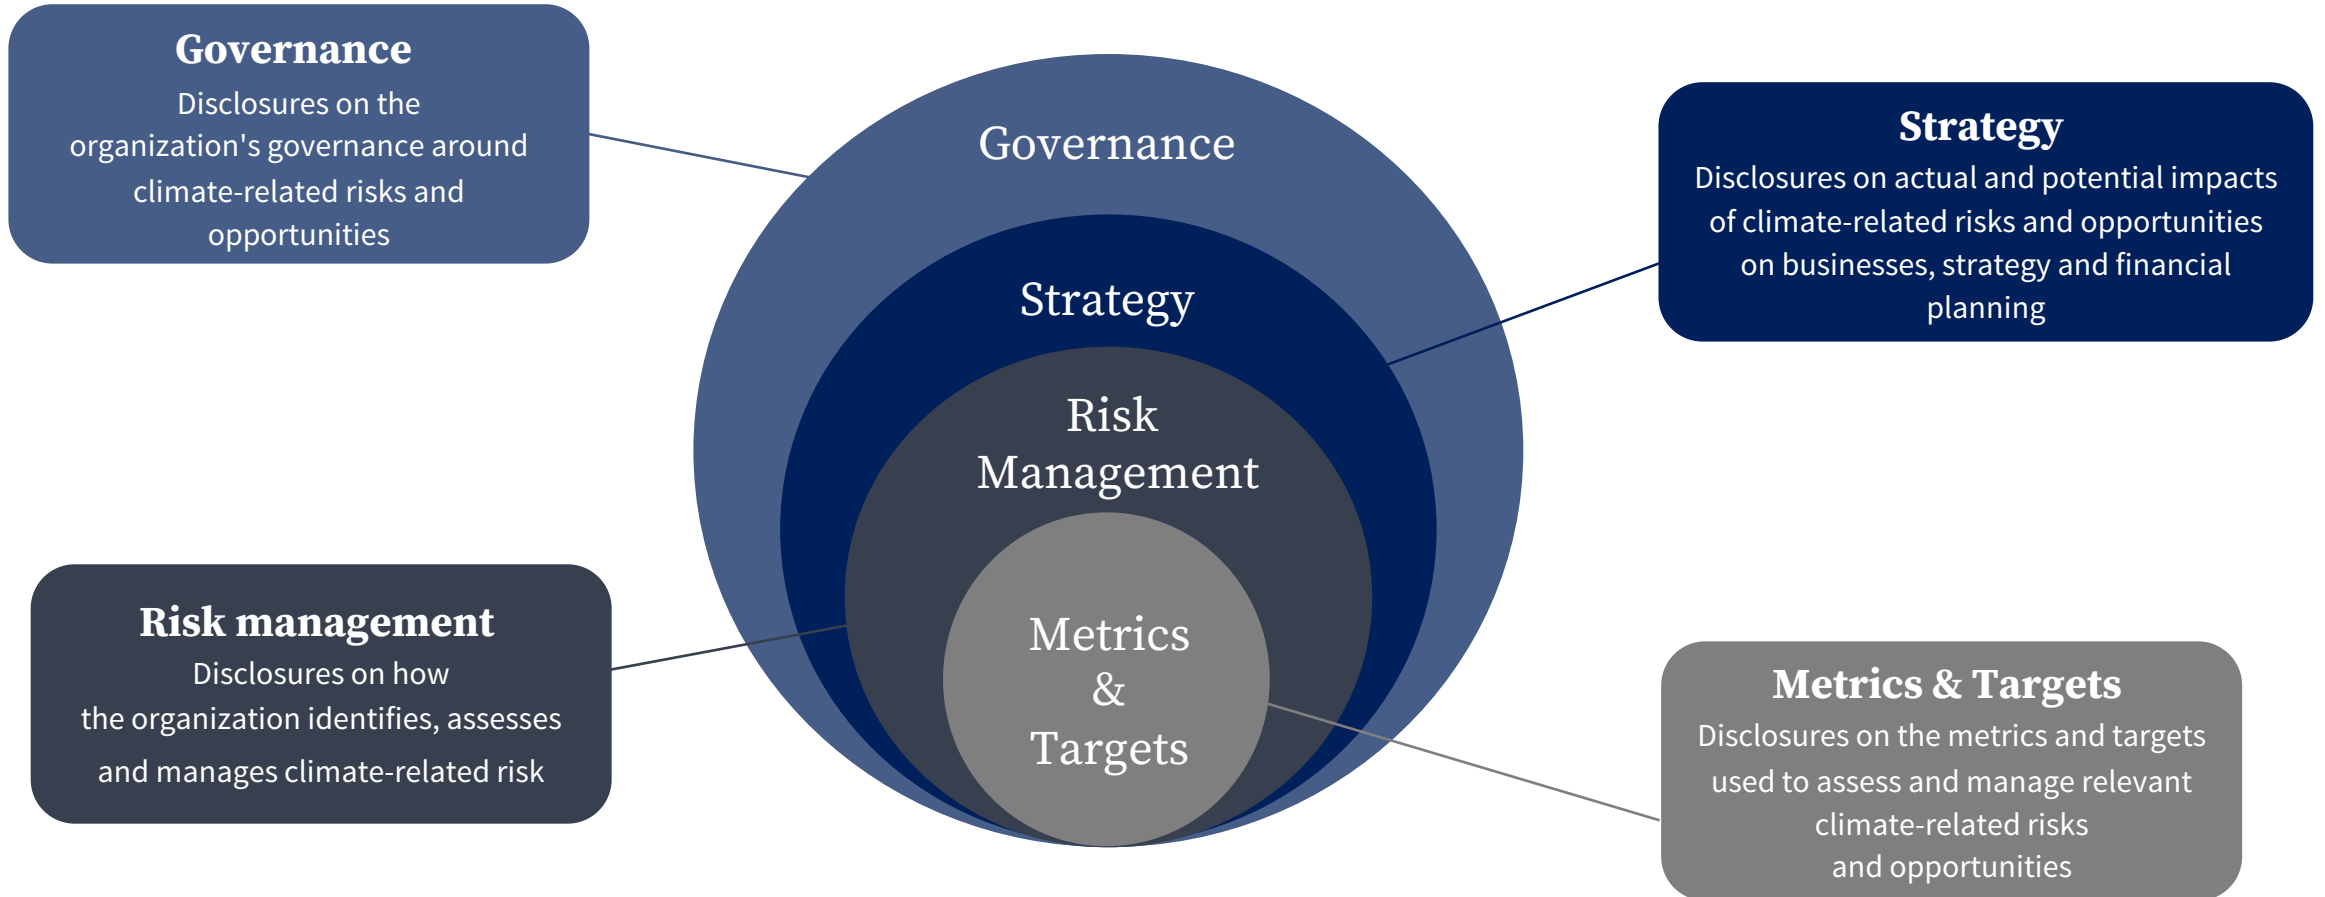 Governance
Disclosures on the
organization's governance around
climate-related risks and
opportunities
Governance
Strategy
Risk
Management
Metrics
&
Targets
Strategy
Disclosures on actual and potential impacts
of climate-related risks and opportunities
on businesses, strategy and financial
planning
Risk management
Disclosures on how
the organization identifies, assesses
and manages climate-related risk
Metrics & Targets
Disclosures on the metrics and targets
used to assess and manage relevant
climate-related risks
and opportunities